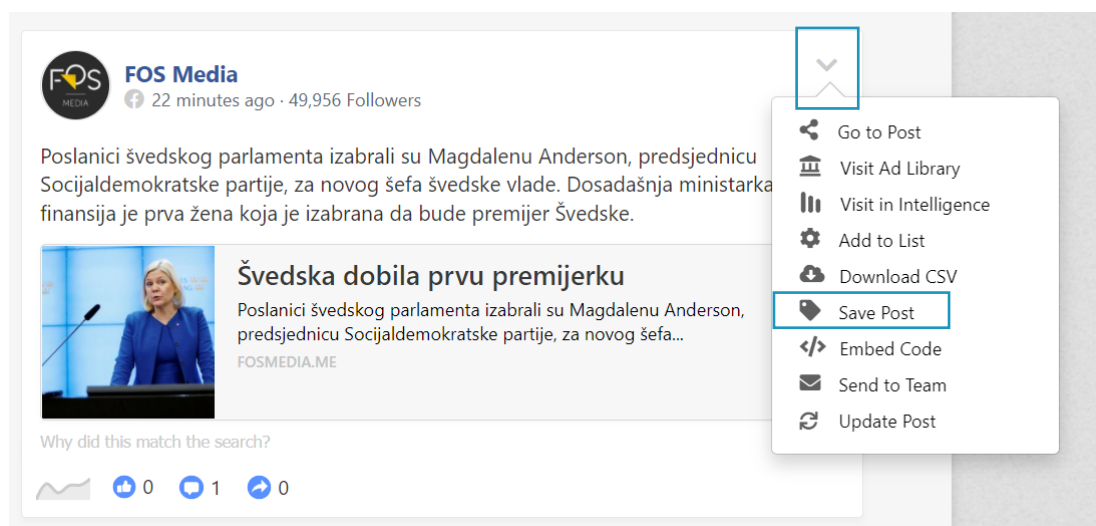 FOS
MEDIA
FOS Media
22 minutes ago · 49,956 Followers
Poslanici švedskog parlamenta izabrali su Magdalenu Anderson, predsjednicu
Socijaldemokratske partije, za novog šefa švedske vlade. Dosadašnja ministarka
finansija je prva žena koja je izabrana da bude premijer Švedske.
Švedska dobila prvu premijerku
Poslanici švedskog parlamenta izabrali su Magdalenu Anderson,
predsjednicu Socijaldemokratske partije, za novog šefa...
FOSMEDIA.ME
Why did this match the search?
0
1
0
Go to Post
Visit Ad Library
Visit in Intelligence
Add to List
Download CSV
Save Post
Embed Code
Send to Team
Update Post